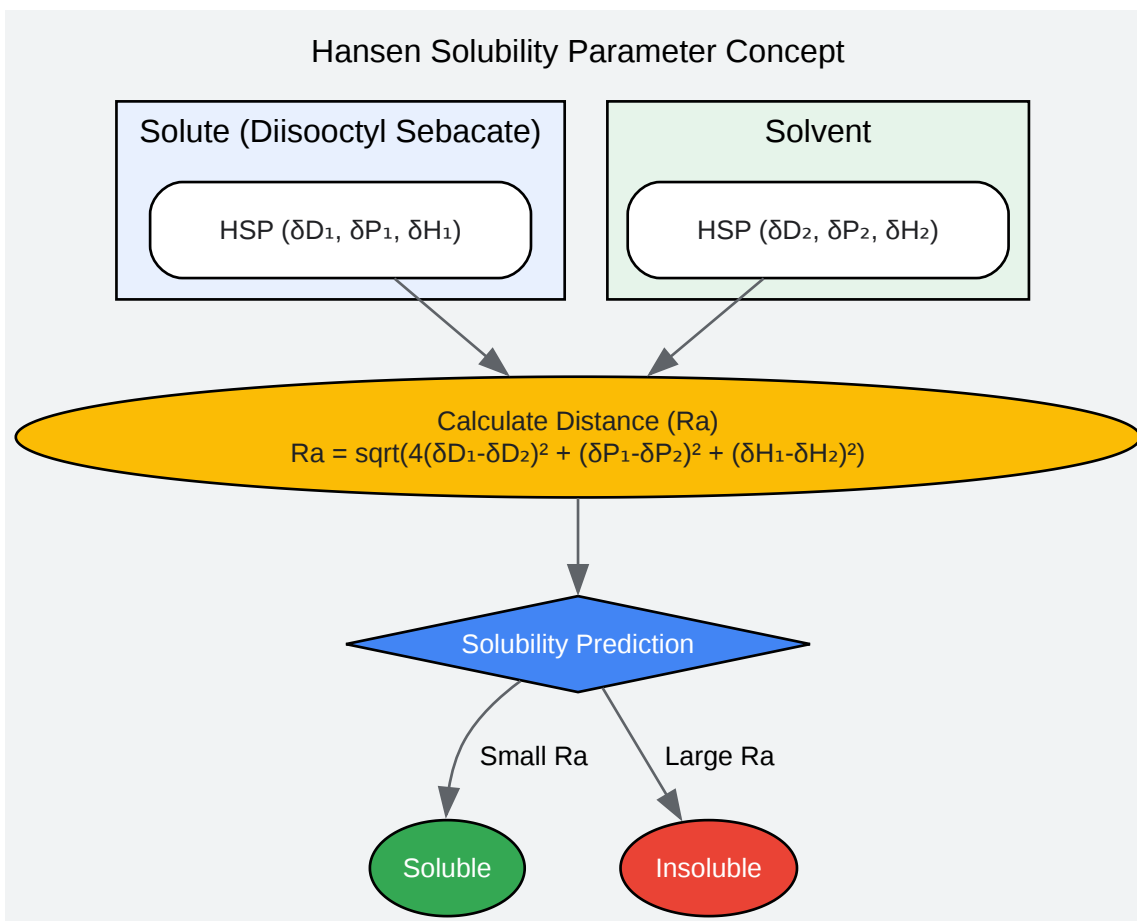 Hansen Solubility Parameter Concept
Solute (Diisooctyl Sebacate)
Solvent
HSP (δD₁, δP₁, δH₁)
HSP (δD₂, δP₂, δH₂)
Calculate Distance (Ra)
Ra = sqrt(4(δD₁-δD₂)² + (δP₁-δP₂)² + (δH₁-δH₂)²)
Solubility Prediction
Small Ra
Large Ra
Soluble
Insoluble